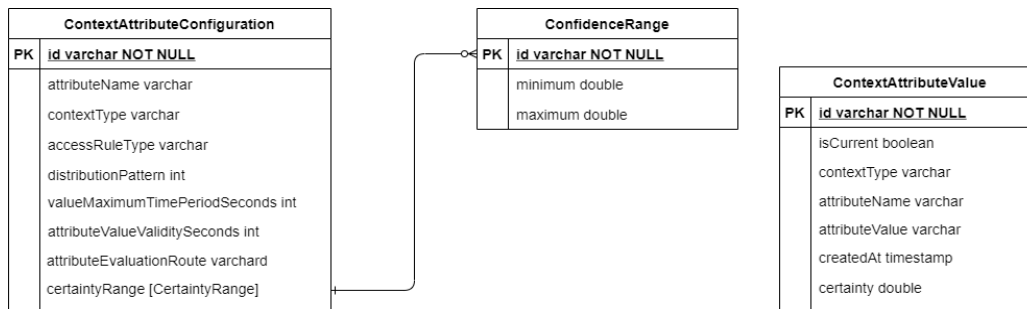 ContextAttributeConfiguration
PK id varchar NOT NULL
attributeName varchar
contextType varchar
accessRuleType varchar
distributionPattern int
valueMaximumTimePeriodSeconds int
attributeValueValiditySeconds int
attributeEvaluationRoute varchard
certaintyRange [CertaintyRange]
ConfidenceRange
PK id varchar NOT NULL
minimum double
maximum double
ContextAttributeValue
PK id varchar NOT NULL
isCurrent boolean
contextType varchar
attributeName varchar
attributeValue varchar
createdAt timestamp
certainty double